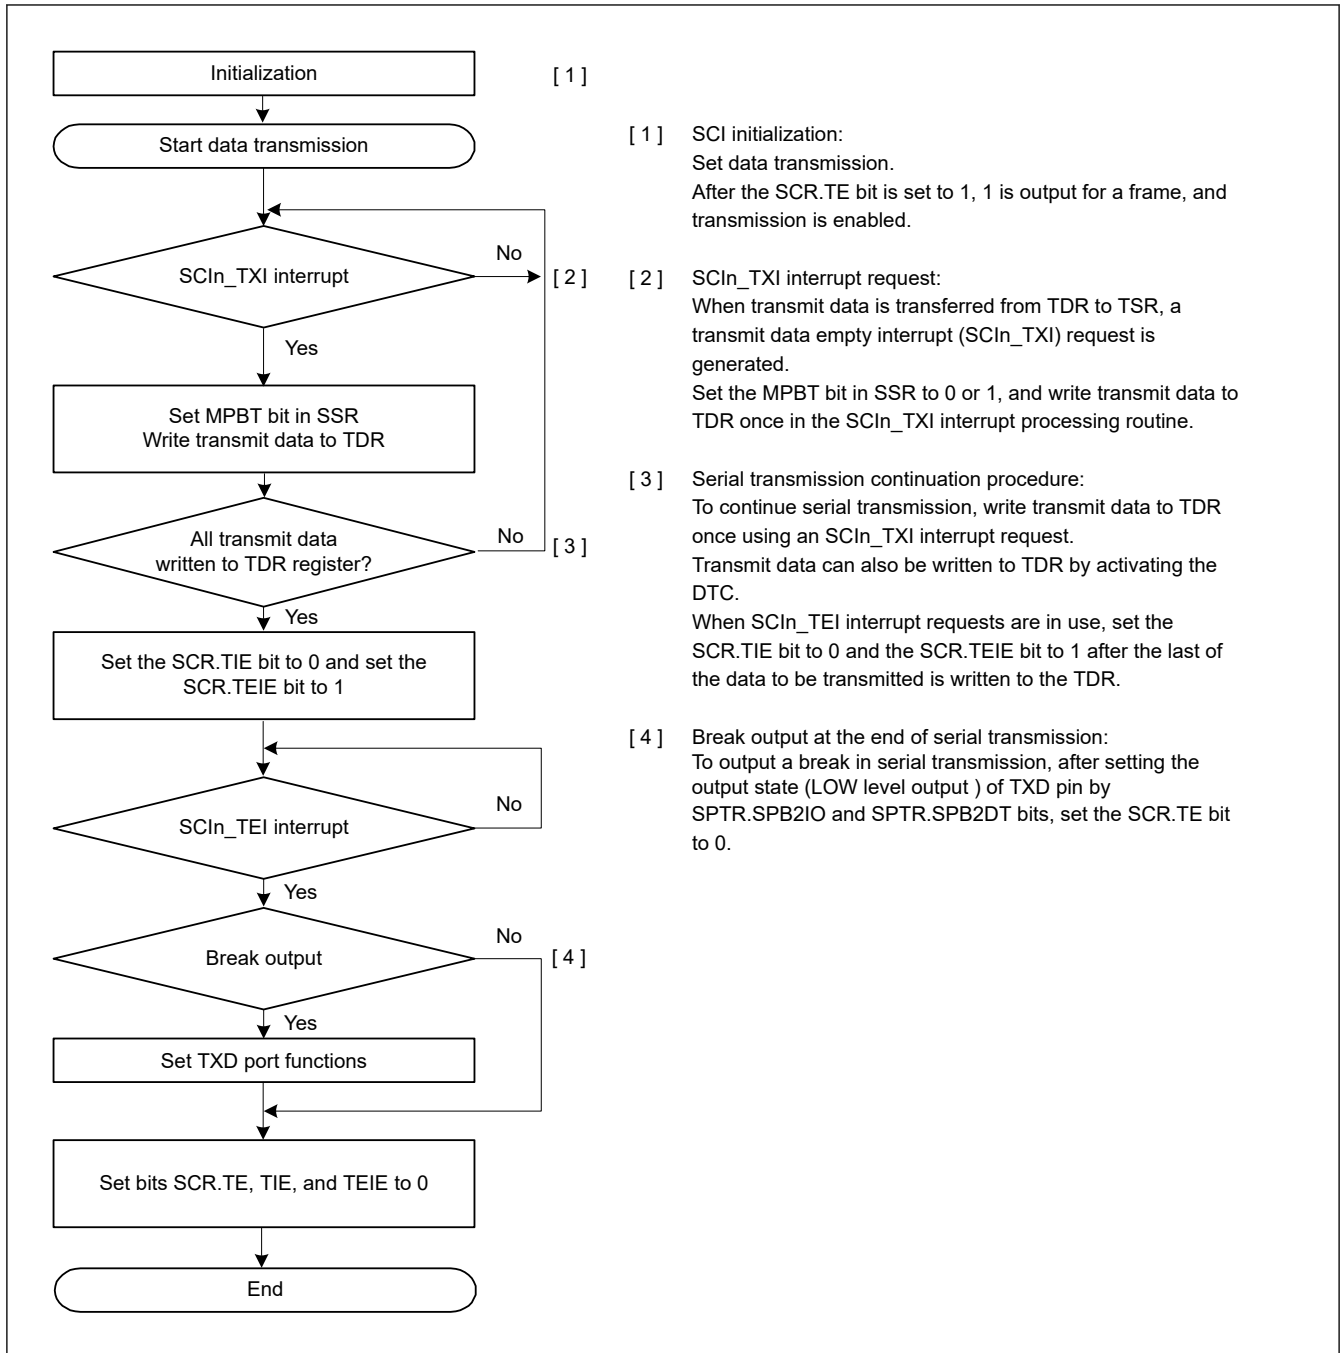 Initialization
[ 1 ]
Start data transmission
SCIn_TXI interrupt
No
[ 2 ]
Yes
Set MPBT bit in SSR
Write transmit data to TDR
All transmit data
written to TDR register?
No
[ 3 ]
Yes
Set the SCR.TIE bit to 0 and set the
SCR.TEIE bit to 1
SCIn_TEI interrupt
No
Yes
Break output
No
[ 4 ]
Yes
Set TXD port functions
Set bits SCR.TE, TIE, and TEIE to 0
End
[ 1 ] SCI initialization:
Set data transmission.
After the SCR.TE bit is set to 1, 1 is output for a frame, and
transmission is enabled.
[ 2 ] SCIn_TXI interrupt request:
When transmit data is transferred from TDR to TSR, a
transmit data empty interrupt (SCIn_TXI) request is
generated.
Set the MPBT bit in SSR to 0 or 1, and write transmit data to
TDR once in the SCIn_TXI interrupt processing routine.
[ 3 ] Serial transmission continuation procedure:
To continue serial transmission, write transmit data to TDR
once using an SCIn_TXI interrupt request.
Transmit data can also be written to TDR by activating the
DTC.
When SCIn_TEI interrupt requests are in use, set the
SCR.TIE bit to 0 and the SCR.TEIE bit to 1 after the last of
the data to be transmitted is written to the TDR.
[ 4 ] Break output at the end of serial transmission:
To output a break in serial transmission, after setting the
output state (LOW level output ) of TXD pin by
SPTR.SPB2IO and SPTR.SPB2DT bits, set the SCR.TE bit
to 0.